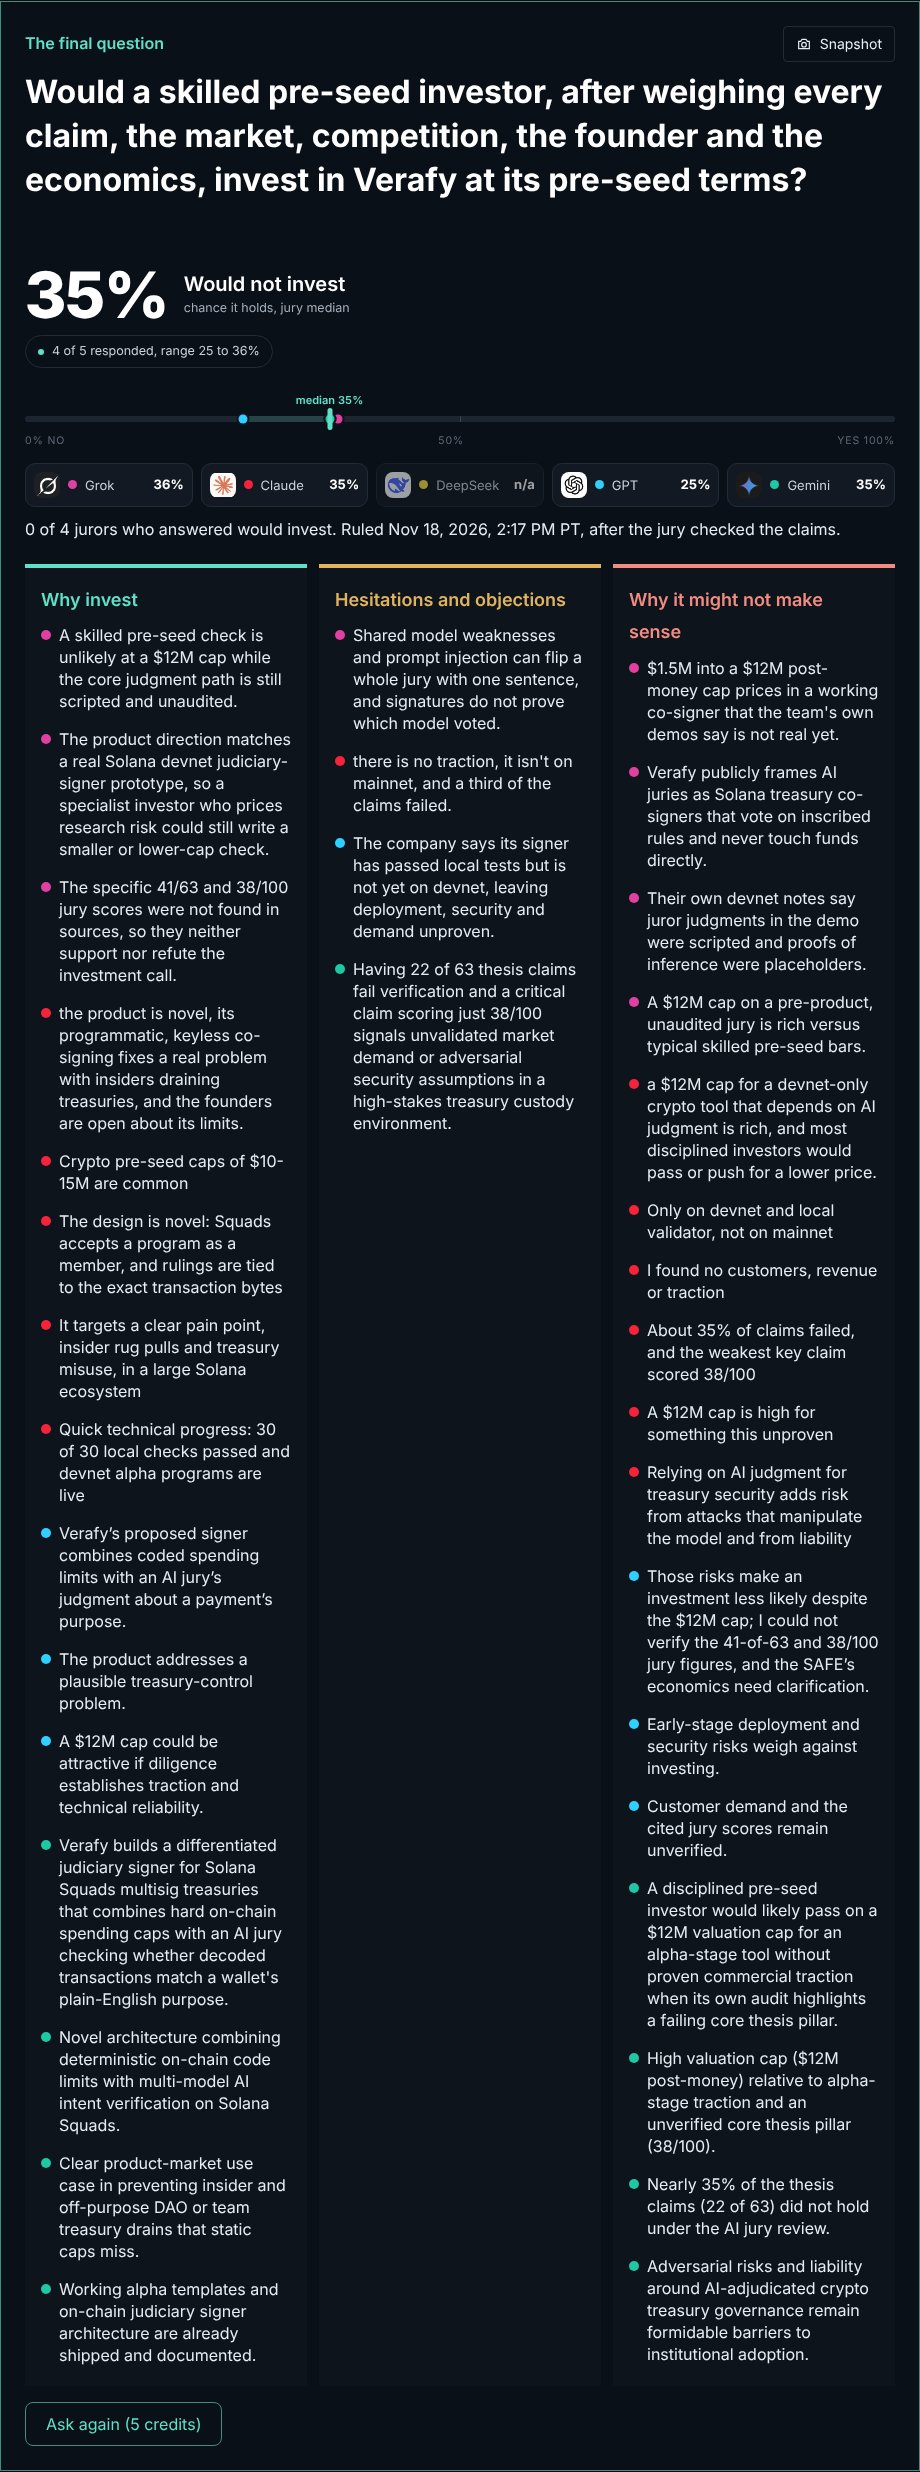 The final question
Snapshot
Would a skilled pre-seed investor, after weighing every
claim, the market, competition, the founder and the
economics, invest in Verafy at its pre-seed terms?
35%
Would not invest
chance it holds, jury median
4 of 5 responded, range 25 to 36%
median 35%
0% NO
50%
YES 100%
Grok 36%
Claude 35%
DeepSeek n/a
GPT 25%
Gemini 35%
0 of 4 jurors who answered would invest. Ruled Nov 18, 2026, 2:17 PM PT, after the jury checked the claims.
Why invest
A skilled pre-seed check is
unlikely at a $12M cap while
the core judgment path is still
scripted and unaudited.
The product direction matches
a real Solana devnet judiciary-
signer prototype, so a
specialist investor who prices
research risk could still write a
smaller or lower-cap check.
The specific 41/63 and 38/100
jury scores were not found in
sources, so they neither
support nor refute the
investment call.
the product is novel, its
programmatic, keyless co-
signing fixes a real problem
with insiders draining
treasuries, and the founders
are open about its limits.
Crypto pre-seed caps of $10-
15M are common
The design is novel: Squads
accepts a program as a
member, and rulings are tied
to the exact transaction bytes
It targets a clear pain point,
insider rug pulls and treasury
misuse, in a large Solana
ecosystem
Quick technical progress: 30
of 30 local checks passed and
devnet alpha programs are
live
Verafy’s proposed signer
combines coded spending
limits with an AI jury’s
judgment about a payment’s
purpose.
The product addresses a
plausible treasury-control
problem.
A $12M cap could be
attractive if diligence
establishes traction and
technical reliability.
Verafy builds a differentiated
judiciary signer for Solana
Squads multisig treasuries
that combines hard on-chain
spending caps with an AI jury
checking whether decoded
transactions match a wallet's
plain-English purpose.
Novel architecture combining
deterministic on-chain code
limits with multi-model AI
intent verification on Solana
Squads.
Clear product-market use
case in preventing insider and
off-purpose DAO or team
treasury drains that static
caps miss.
Working alpha templates and
on-chain judiciary signer
architecture are already
shipped and documented.
Hesitations and objections
Shared model weaknesses
and prompt injection can flip a
whole jury with one sentence,
and signatures do not prove
which model voted.
there is no traction, it isn't on
mainnet, and a third of the
claims failed.
The company says its signer
has passed local tests but is
not yet on devnet, leaving
deployment, security and
demand unproven.
Having 22 of 63 thesis claims
fail verification and a critical
claim scoring just 38/100
signals unvalidated market
demand or adversarial
security assumptions in a
high-stakes treasury custody
environment.
Why it might not make
sense
$1.5M into a $12M post-
money cap prices in a working
co-signer that the team's own
demos say is not real yet.
Verafy publicly frames AI
juries as Solana treasury co-
signers that vote on inscribed
rules and never touch funds
directly.
Their own devnet notes say
juror judgments in the demo
were scripted and proofs of
inference were placeholders.
A $12M cap on a pre-product,
unaudited jury is rich versus
typical skilled pre-seed bars.
a $12M cap for a devnet-only
crypto tool that depends on AI
judgment is rich, and most
disciplined investors would
pass or push for a lower price.
Only on devnet and local
validator, not on mainnet
I found no customers, revenue
or traction
About 35% of claims failed,
and the weakest key claim
scored 38/100
A $12M cap is high for
something this unproven
Relying on AI judgment for
treasury security adds risk
from attacks that manipulate
the model and from liability
Those risks make an
investment less likely despite
the $12M cap; I could not
verify the 41-of-63 and 38/100
jury figures, and the SAFE’s
economics need clarification.
Early-stage deployment and
security risks weigh against
investing.
Customer demand and the
cited jury scores remain
unverified.
A disciplined pre-seed
investor would likely pass on a
$12M valuation cap for an
alpha-stage tool without
proven commercial traction
when its own audit highlights
a failing core thesis pillar.
High valuation cap ($12M
post-money) relative to alpha-
stage traction and an
unverified core thesis pillar
(38/100).
Nearly 35% of the thesis
claims (22 of 63) did not hold
under the AI jury review.
Adversarial risks and liability
around AI-adjudicated crypto
treasury governance remain
formidable barriers to
institutional adoption.
Ask again (5 credits)